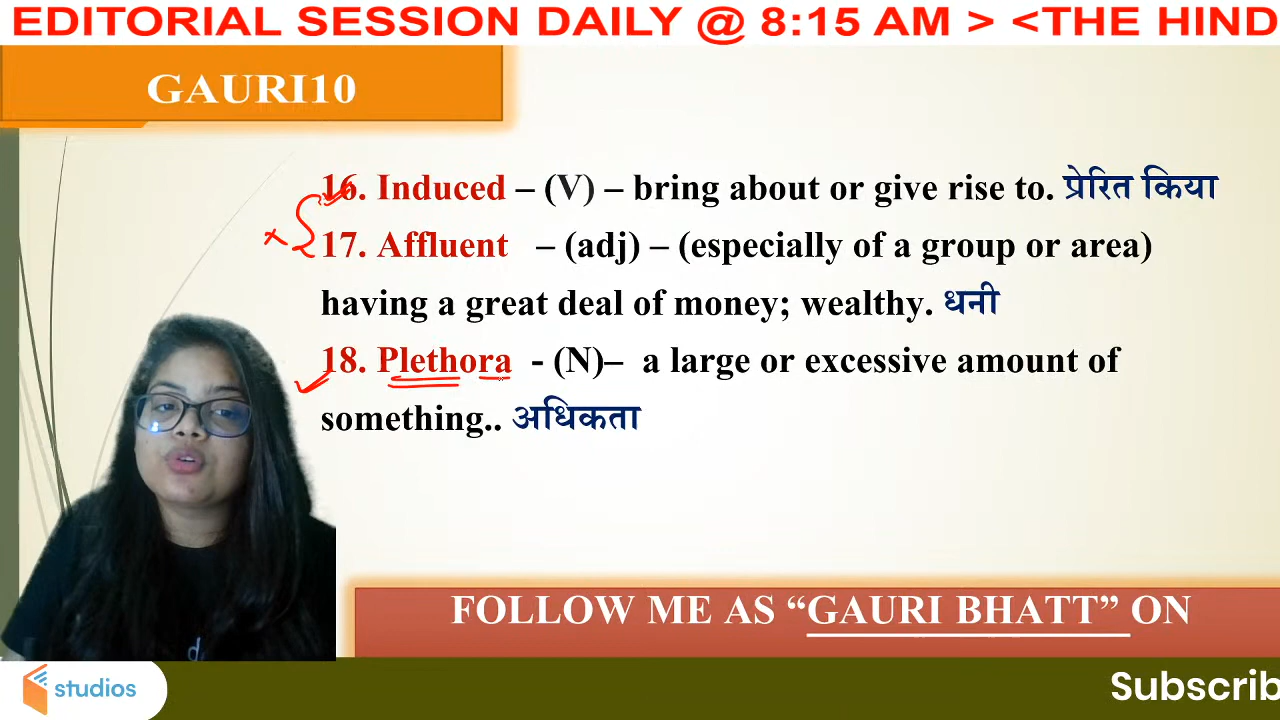 EDITORIAL SESSION DAILY @ 8:15 AM > <THE HIND
GAURI10
16. Induced – (V) – bring about or give rise to. प्रेरित किया
17. Affluent – (adj) – (especially of a group or area)
having a great deal of money; wealthy. धनी
18. Plethora - (N)– a large or excessive amount of
something.. अधिकता
FOLLOW ME AS “GAURI BHATT” ON
studios
Subscrib